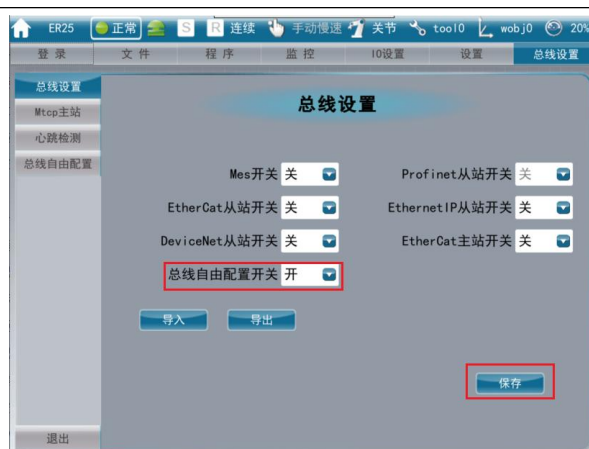 ER25 正常 S R 连续 手动慢速 关节 tool0 wobj0 20%
登录 文件 程序 监控 IO设置 设置 总线设置
总线设置
Mtcp主站
心跳检测
总线自由配置
总线设置
Mes开关 关 Profinet从站开关 关
EtherCat从站开关 关 EthernetIP从站开关 关
DeviceNet从站开关 关 EtherCat主站开关 关
总线自由配置开关 开
导入 导出
保存
退出